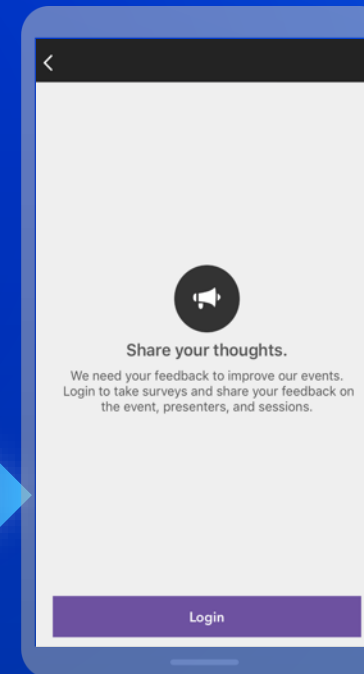 Share your thoughts.
We need your feedback to improve our events.
Login to take surveys and share your feedback on
the event, presenters, and sessions.
Login